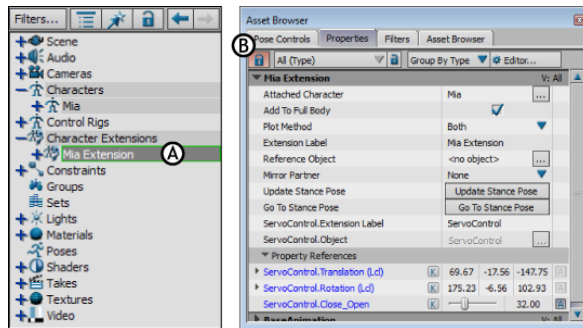 Filters...
Scene
Audio
Cameras
Characters
Mia
Control Rigs
Character Extensions
Mia Extension
A
Constraints
Groups
Sets
Lights
Materials
Poses
Shaders
Takes
Textures
Video
Asset Browser
B
Pose Controls Properties Filters Asset Browser
All (Type) Group By Type Editor...
Mia Extension V: All
Attached Character Mia ...
Add To Full Body
Plot Method Both
Extension Label Mia Extension
Reference Object <no object> ...
Mirror Partner None
Update Stance Pose Update Stance Pose
Go To Stance Pose Go To Stance Pose
ServoControl.Extension Label ServoControl
ServoControl.Object ServoControl ...
Property References
ServoControl.Translation (Lcl) K 69.67 -17.56 -147.75 A
ServoControl.Rotation (Lcl) K 175.23 -6.56 102.93 A
ServoControl.Close_Open K 32.00 A
BaseAnimation V: All